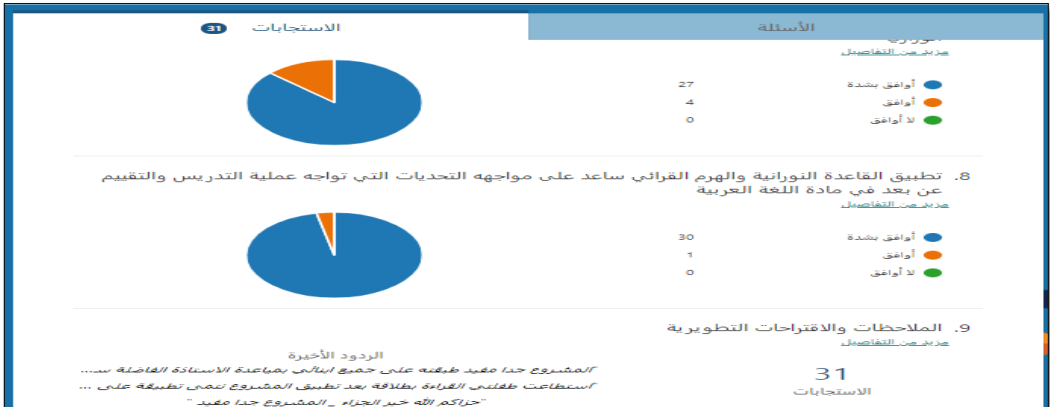 الأسئلة
الاستجابات 31
مزيد من التفاصيل
أوافق بشدة 27
أوافق 4
لا أوافق 0
8. تطبيق القاعدة النورانية والهرم القرائي ساعد على مواجهه التحديات التي تواجه عملية التدريس والتقييم
عن بعد في مادة اللغة العربية
مزيد من التفاصيل
أوافق بشدة 30
أوافق 1
لا أوافق 0
9. الملاحظات والاقتراحات التطويرية
مزيد من التفاصيل
31
الاستجابات
الردود الأخيرة
"المشروع جدا مفيد طبقته على جميع ابنائي بمباعدة الاستاذة الفاضلة سـ...
"استطاعت طفلتي القراءة بطلاقة بعد تطبيق المشروع نتمى تطبيقة على ...
"جزاكم الله خير الجزاء _ المشروع جدا مفيد "